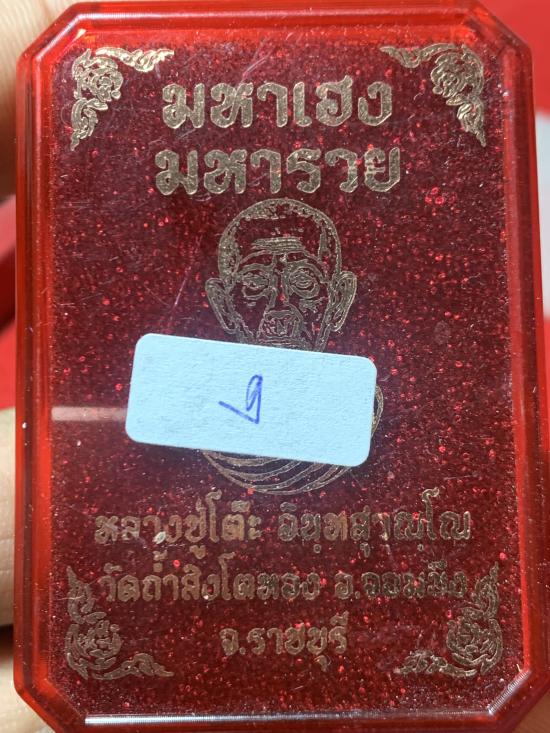 มหาเฮง
มหารวย
หลวงปู่โต๊ะ อินฺทสุวณฺโณ
วัดถ้ำสิงโตทอง อ.จอมบึง
จ.ราชบุรี